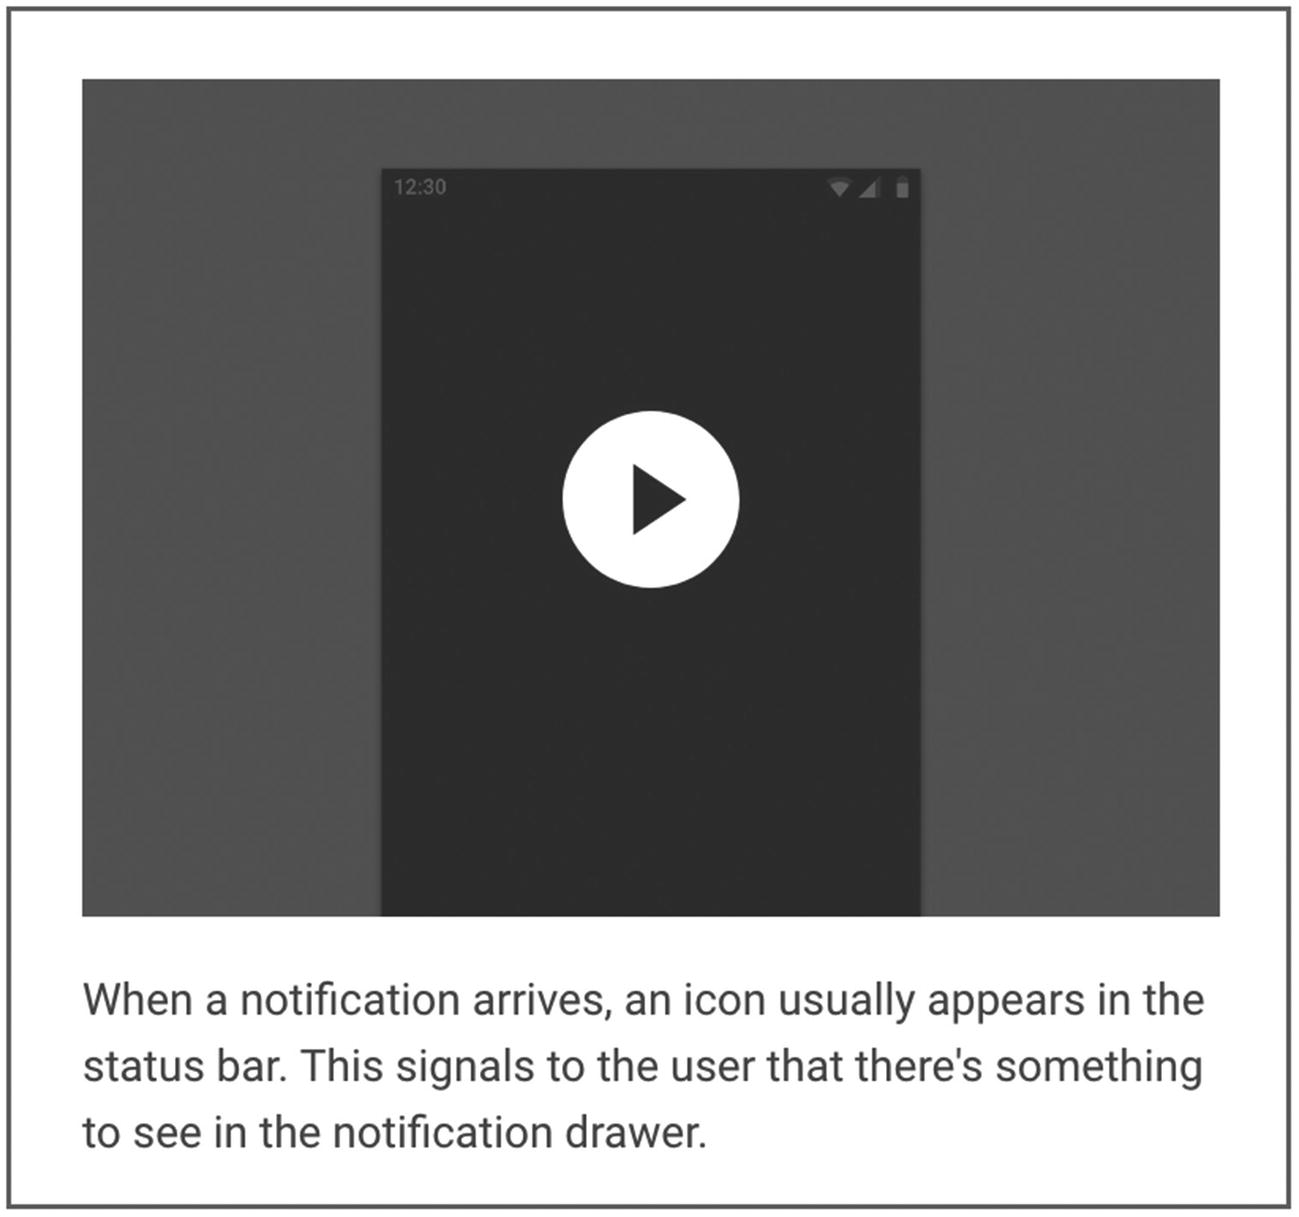 12:30
When a notification arrives, an icon usually appears in the
status bar. This signals to the user that there's something
to see in the notification drawer.